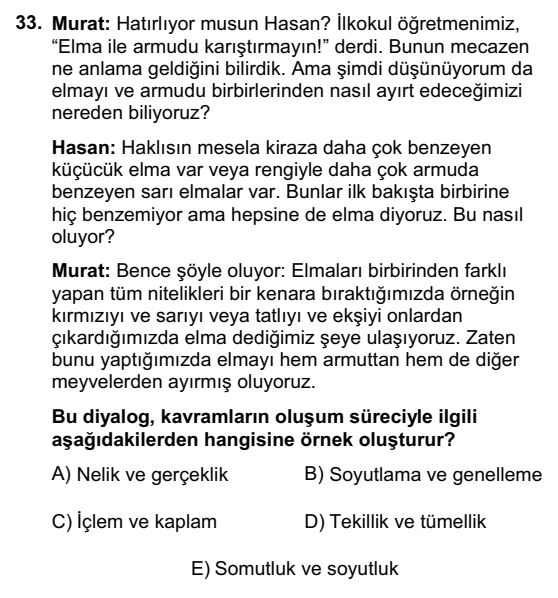 33. Murat: Hatırlıyor musun Hasan? İlkokul öğretmenimiz,
“Elma ile armudu karıştırmayın!” derdi. Bunun mecazen
ne anlama geldiğini bilirdik. Ama şimdi düşünüyorum da
elmayı ve armudu birbirlerinden nasıl ayırt edeceğimizi
nereden biliyoruz?
Hasan: Haklısın mesela kiraza daha çok benzeyen
küçücük elma var veya rengiyle daha çok armuda
benzeyen sarı elmalar var. Bunlar ilk bakışta birbirine
hiç benzemiyor ama hepsine de elma diyoruz. Bu nasıl
oluyor?
Murat: Bence şöyle oluyor: Elmaları birbirinden farklı
yapan tüm nitelikleri bir kenara bıraktığımızda örneğin
kırmızıyı ve sarıyı veya tatlıyı ve ekşiyi onlardan
çıkardığımızda elma dediğimiz şeye ulaşıyoruz. Zaten
bunu yaptığımızda elmayı hem armuttan hem de diğer
meyvelerden ayırmış oluyoruz.
Bu diyalog, kavramların oluşum süreciyle ilgili
aşağıdakilerden hangisine örnek oluşturur?
A) Nelik ve gerçeklik B) Soyutlama ve genelleme
C) İçlem ve kaplam D) Tekillik ve tümellik
E) Somutluk ve soyutluk